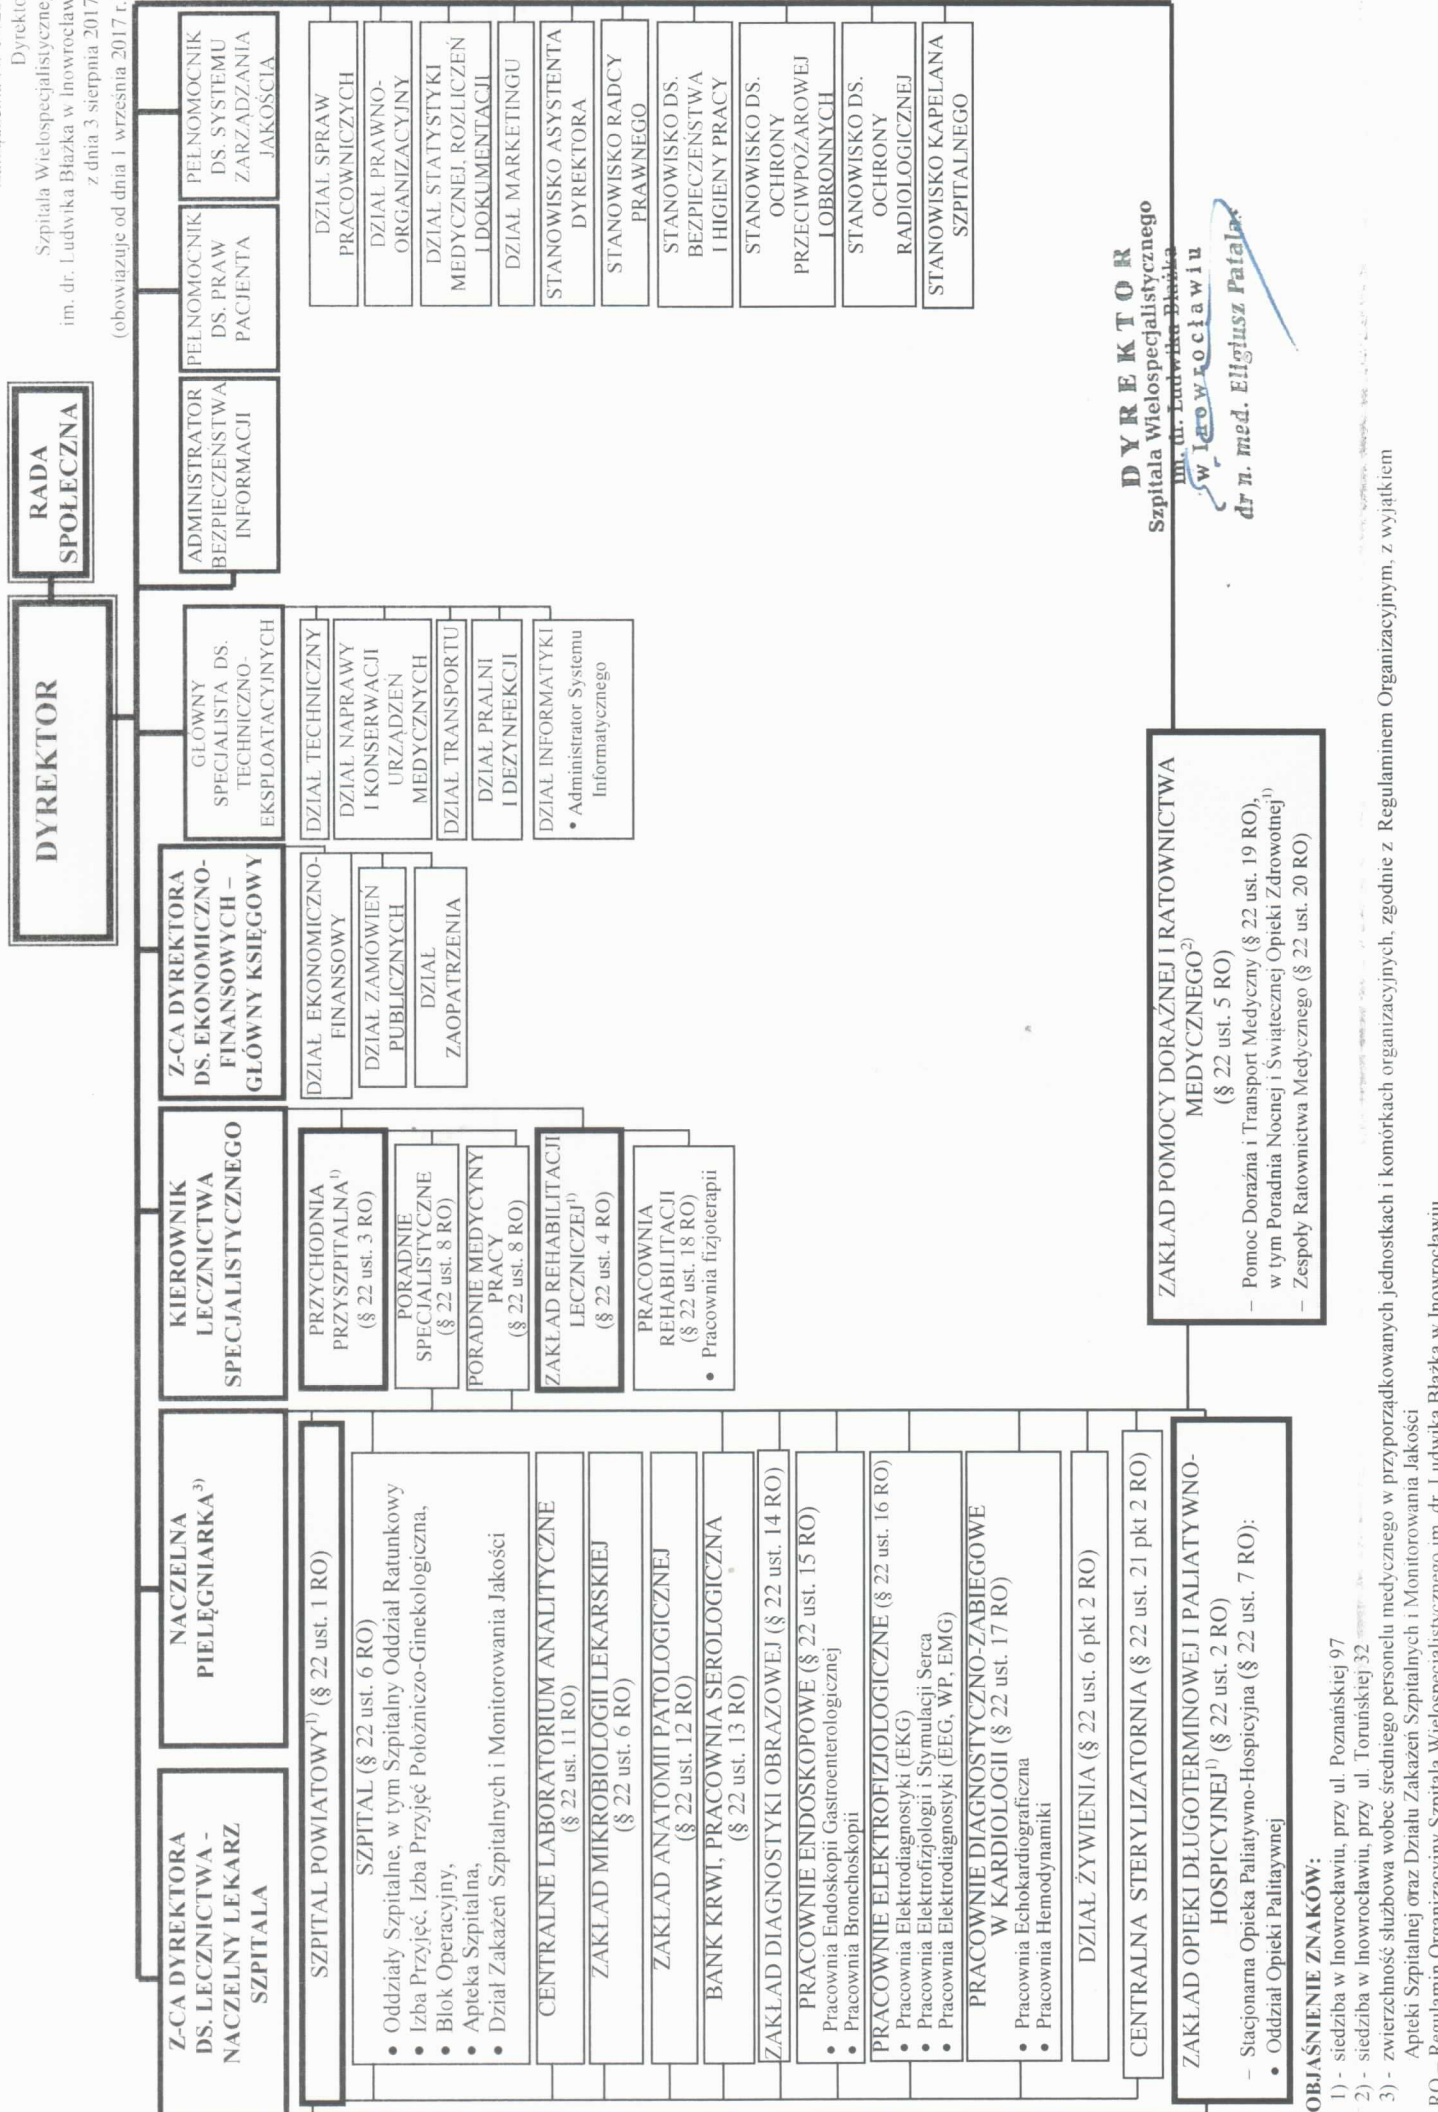 Dyrekto
Szpitala Wielospecjalistyczne
im. dr. Ludwika Błażka w Inowrocław
z dnia 3 sierpnia 2017
(obowiązuje od dnia 1 września 2017 r.
DYREKTOR
RADA
SPOŁECZNA
Z-CA DYREKTORA
DS. LECZNICTWA -
NACZELNY LEKARZ
SZPITALA
NACZELNA
PIELĘGNIARKA³⁾
KIEROWNIK
LECZNICTWA
SPECJALISTYCZNEGO
Z-CA DYREKTORA
DS. EKONOMICZNO-
FINANSOWYCH –
GŁÓWNY KSIĘGOWY
GŁÓWNY
SPECJALISTA DS.
TECHNICZNO-
EKSPLOATACYJNYCH
ADMINISTRATOR
BEZPIECZEŃSTWA
INFORMACJI
PEŁNOMOCNIK
DS. PRAW
PACJENTA
PEŁNOMOCNIK
DS. SYSTEMU
ZARZĄDZANIA
JAKOŚCIĄ
SZPITAL POWIATOWY¹⁾ (§ 22 ust. 1 RO)
SZPITAL (§ 22 ust. 6 RO)
• Oddziały Szpitalne, w tym Szpitalny Oddział Ratunkowy
• Izba Przyjęć, Izba Przyjęć Położniczo-Ginekologiczna,
• Blok Operacyjny,
• Apteka Szpitalna,
• Dział Zakażeń Szpitalnych i Monitorowania Jakości
CENTRALNE LABORATORIUM ANALITYCZNE
(§ 22 ust. 11 RO)
ZAKŁAD MIKROBIOLOGII LEKARSKIEJ
(§ 22 ust. 6 RO)
ZAKŁAD ANATOMII PATOLOGICZNEJ
(§ 22 ust. 12 RO)
BANK KRWI, PRACOWNIA SEROLOGICZNA
(§ 22 ust. 13 RO)
ZAKŁAD DIAGNOSTYKI OBRAZOWEJ (§ 22 ust. 14 RO)
PRACOWNIE ENDOSKOPOWE (§ 22 ust. 15 RO)
• Pracownia Endoskopii Gastroenterologicznej
• Pracownia Bronchoskopii
PRACOWNIE ELEKTROFIZJOLOGICZNE (§ 22 ust. 16 RO)
• Pracownia Elektrodiagnostyki (EKG)
• Pracownia Elektrofizjologii i Stymulacji Serca
• Pracownia Elektrodiagnostyki (EEG, WP, EMG)
PRACOWNIE DIAGNOSTYCZNO-ZABIEGOWE
W KARDIOLOGII (§ 22 ust. 17 RO)
• Pracownia Echokardiograficzna
• Pracownia Hemodynamiki
DZIAŁ ŻYWIENIA (§ 22 ust. 6 pkt 2 RO)
CENTRALNA STERYLIZATORNIA (§ 22 ust. 21 pkt 2 RO)
ZAKŁAD OPIEKI DŁUGOTERMINOWEJ I PALIATYWNO-
HOSPICYJNEJ¹⁾ (§ 22 ust. 2 RO)
– Stacjonarna Opieka Paliatywno-Hospicyjna (§ 22 ust. 7 RO):
• Oddział Opieki Palitaywnej
PRZYCHODNIA
PRZYSZPITALNA¹⁾
(§ 22 ust. 3 RO)
PORADNIE
SPECJALISTYCZNE
(§ 22 ust. 8 RO)
PORADNIE MEDYCYNY
PRACY
(§ 22 ust. 8 RO)
ZAKŁAD REHABILITACJI
LECZNICZEJ¹⁾
(§ 22 ust. 4 RO)
PRACOWNIA
REHABILITACJI
(§ 22 ust. 18 RO)
• Pracownia fizjoterapii
DZIAŁ EKONOMICZNO-
FINANSOWY
DZIAŁ ZAMÓWIEŃ
PUBLICZNYCH
DZIAŁ
ZAOPATRZENIA
DZIAŁ TECHNICZNY
DZIAŁ NAPRAWY
I KONSERWACJI
URZĄDZEŃ
MEDYCZNYCH
DZIAŁ TRANSPORTU
DZIAŁ PRALNI
I DEZYNFEKCJI
DZIAŁ INFORMATYKI
• Administrator Systemu
Informatycznego
DZIAŁ SPRAW
PRACOWNICZYCH
DZIAŁ PRAWNO-
ORGANIZACYJNY
DZIAŁ STATYSTYKI
MEDYCZNEJ, ROZLICZEŃ
I DOKUMENTACJI
DZIAŁ MARKETINGU
STANOWISKO ASYSTENTA
DYREKTORA
STANOWISKO RADCY
PRAWNEGO
STANOWISKO DS.
BEZPIECZEŃSTWA
I HIGIENY PRACY
STANOWISKO DS.
OCHRONY
PRZECIWPOŻAROWEJ
I OBRONNYCH
STANOWISKO DS.
OCHRONY
RADIOLOGICZNEJ
STANOWISKO KAPELANA
SZPITALNEGO
ZAKŁAD POMOCY DORAŹNEJ I RATOWNICTWA
MEDYCZNEGO²⁾
(§ 22 ust. 5 RO)
– Pomoc Doraźna i Transport Medyczny (§ 22 ust. 19 RO),
w tym Poradnia Nocnej i Świątecznej Opieki Zdrowotnej¹⁾
– Zespoły Ratownictwa Medycznego (§ 22 ust. 20 RO)
DYREKTOR
Szpitala Wielospecjalistycznego
im. dr. Ludwika Błażka
w Inowrocławiu
dr n. med. Eligiusz Patalas
OBJAŚNIENIE ZNAKÓW:
1) - siedziba w Inowrocławiu, przy ul. Poznańskiej 97
2) - siedziba w Inowrocławiu, przy ul. Toruńskiej 32
3) - zwierzchność służbowa wobec średniego personelu medycznego w przyporządkowanych jednostkach i komórkach organizacyjnych, zgodnie z Regulaminem Organizacyjnym, z wyjątkiem
Apteki Szpitalnej oraz Działu Zakażeń Szpitalnych i Monitorowania Jakości
RO – Regulamin Organizacyjny Szpitala Wielospecjalistycznego im. dr. Ludwika Błażka w Inowrocławiu